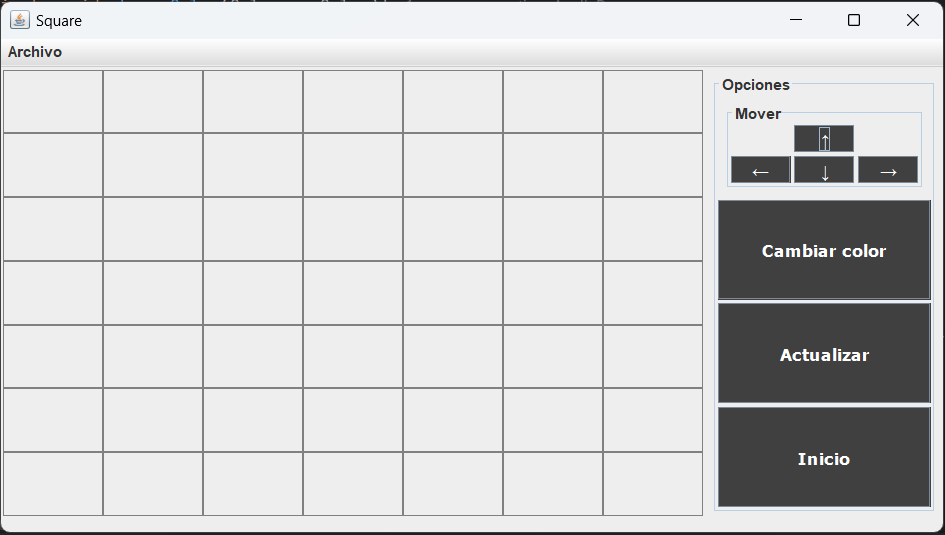 Square
Archivo
Opciones
Mover
↑
← ↓ →
Cambiar color
Actualizar
Inicio